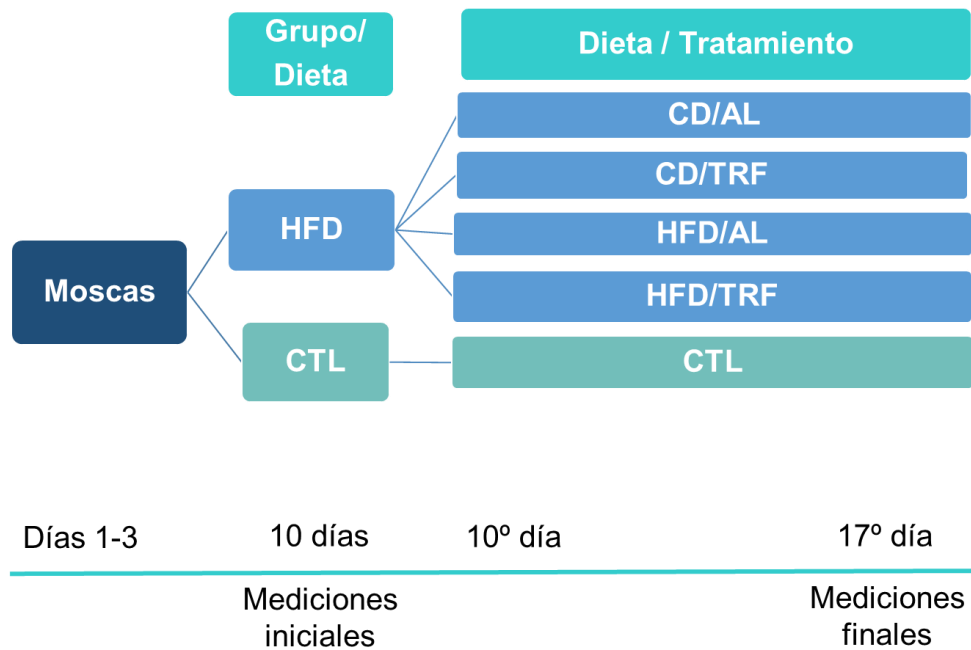 Grupo/
Dieta
Dieta / Tratamiento
CD/AL
CD/TRF
HFD
HFD/AL
Moscas
HFD/TRF
CTL
CTL
Días 1-3
10 días
10º día
17º día
Mediciones
iniciales
Mediciones
finales